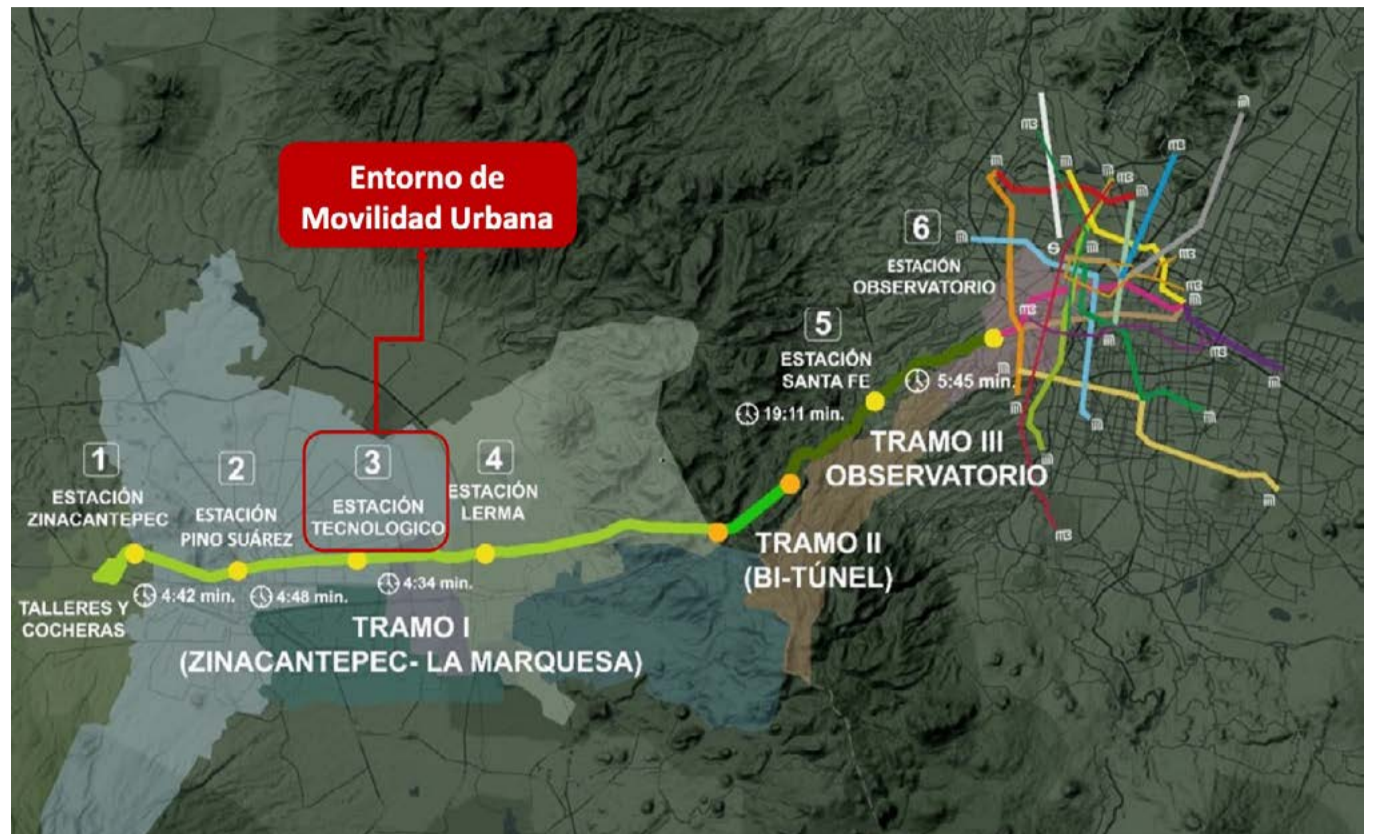 Entorno de
Movilidad Urbana
6
ESTACIÓN
OBSERVATORIO
5
ESTACIÓN
SANTA FE
5:45 min.
19:11 min.
TRAMO III
OBSERVATORIO
1
ESTACIÓN
ZINACANTEPEC
2
ESTACIÓN
PINO SUÁREZ
3
ESTACIÓN
TECNOLOGICO
4
ESTACIÓN
LERMA
TRAMO II
(BI-TÚNEL)
4:42 min.
4:48 min.
4:34 min.
TALLERES Y
COCHERAS
TRAMO I
(ZINACANTEPEC- LA MARQUESA)